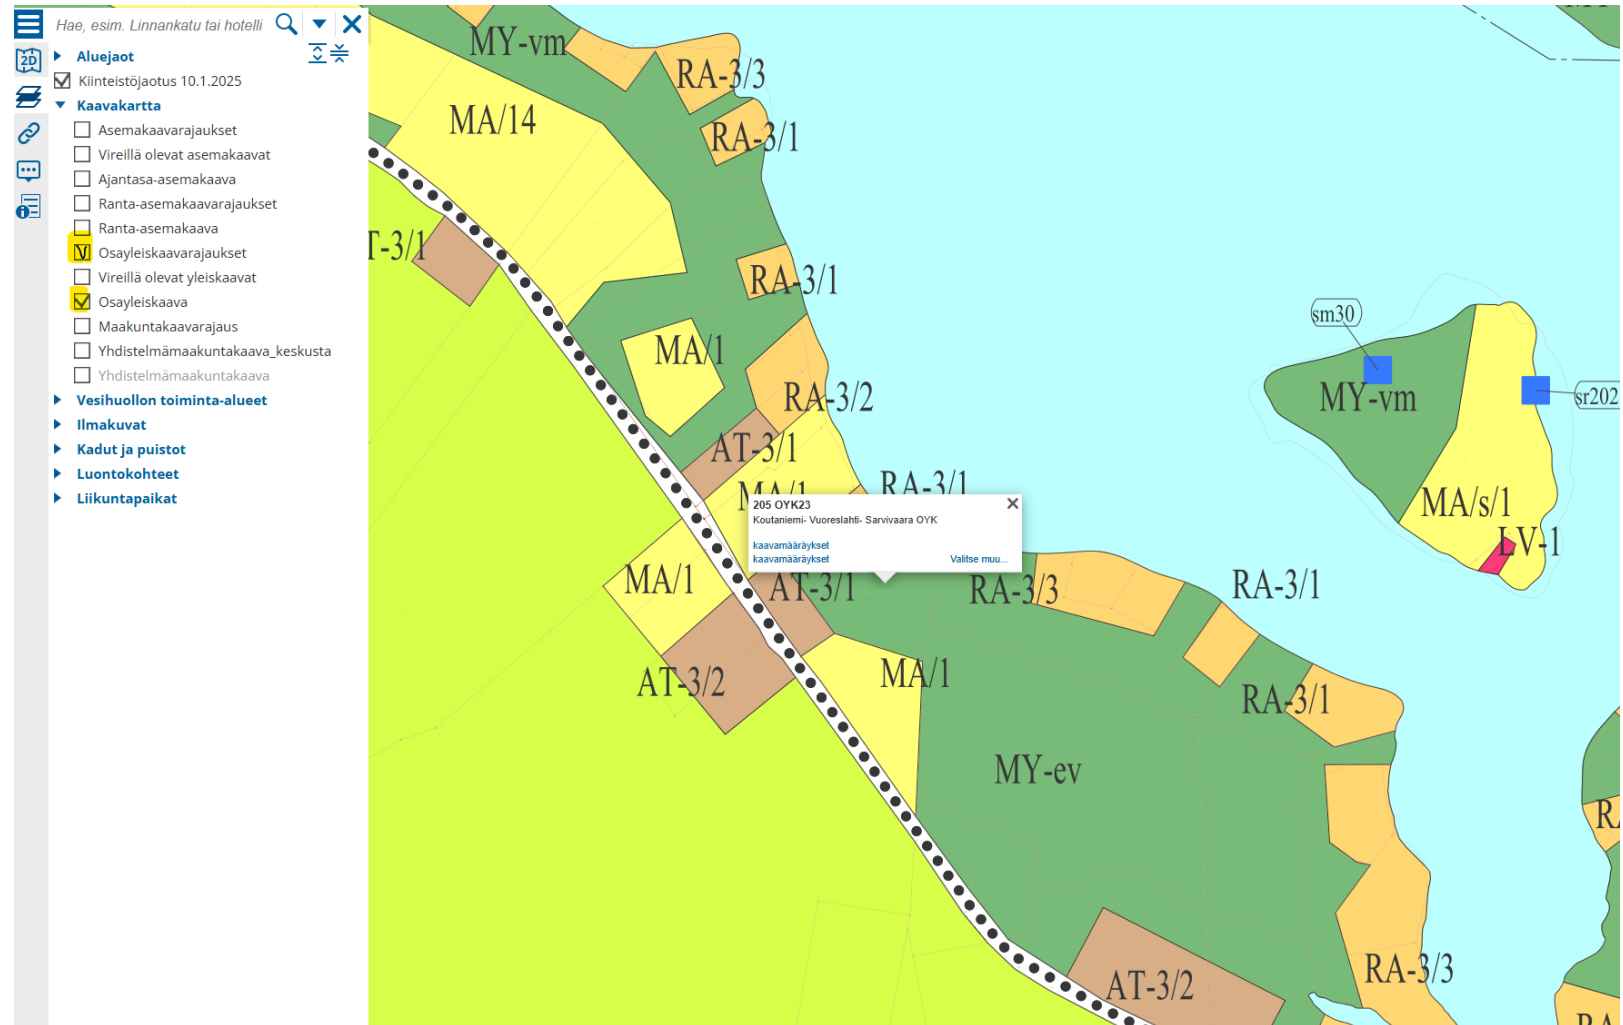 Hae, esim. Linnankatu tai hotelli
2D
Aluejaot
Kiinteistöjaotus 10.1.2025
Kaavakartta
Asemakaavarajaukset
Vireillä olevat asemakaavat
Ajantasa-asemakaava
Ranta-asemakaavarajaukset
Ranta-asemakaava
Osayleiskaavarajaukset
Vireillä olevat yleiskaavat
Osayleiskaava
Maakuntakaavarajaus
Yhdistelmämaakuntakaava_keskusta
Yhdistelmämaakuntakaava
Vesihuollon toiminta-alueet
Ilmakuvat
Kadut ja puistot
Luontokohteet
Liikuntapaikat
MY-vm
RA-3/3
MA/14
RA-3/1
T-3/1
RA-3/1
sm30
MA/1
RA-3/2
MY-vm
sr202
AT-3/1
MA/1
RA-3/1
MA/s/1
LV-1
205 OYK23
Koutaniemi- Vuoreslahti- Sarvivaara OYK
kaavamääräykset
kaavamääräykset
Valitse muu...
MA/1
AT-3/1
RA-3/3
RA-3/1
AT-3/2
MA/1
RA-3/1
MY-ev
RA
AT-3/2
RA-3/3
RA